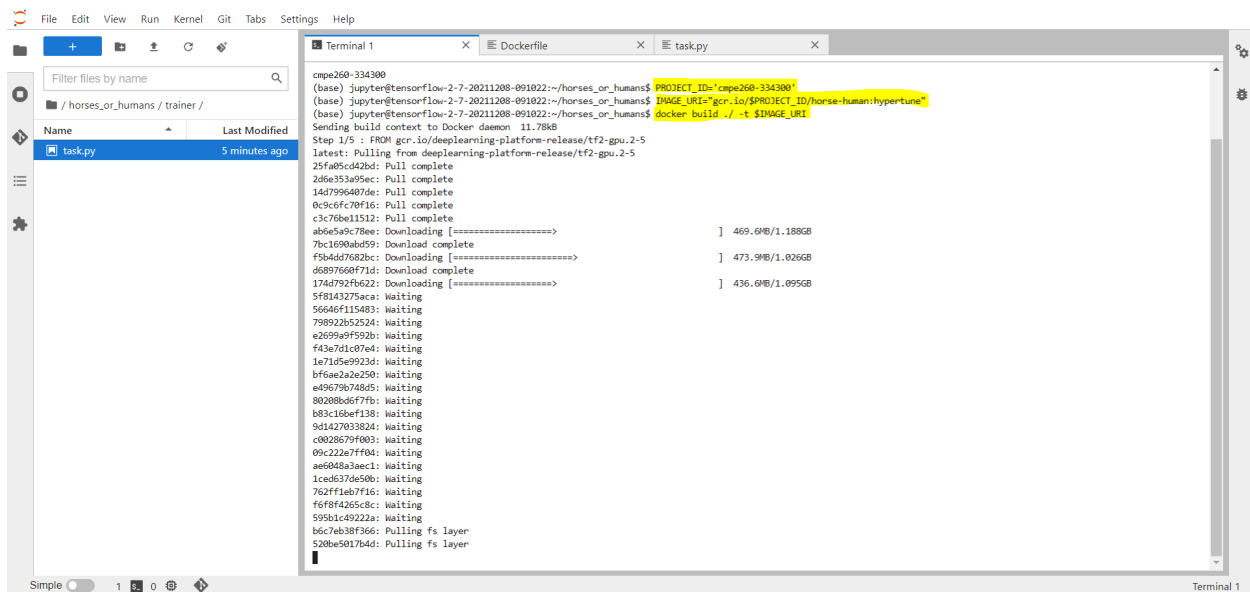 File Edit View Run Kernel Git Tabs Settings Help
Terminal 1
Dockerfile
task.py
Filter files by name
/ horses_or_humans / trainer /
Name Last Modified
task.py 5 minutes ago
cmpe260-334300
(base) jupyter@tensorflow-2-7-20211208-091022:~/horses_or_humans$ PROJECT_ID='cmpe260-334300'
(base) jupyter@tensorflow-2-7-20211208-091022:~/horses_or_humans$ IMAGE_URI="gcr.io/$PROJECT_ID/horse-human:hypertune"
(base) jupyter@tensorflow-2-7-20211208-091022:~/horses_or_humans$ docker build ./ -t $IMAGE_URI
Sending build context to Docker daemon  11.78kB
Step 1/5 : FROM gcr.io/deeplearning-platform-release/tf2-gpu.2-5
latest: Pulling from deeplearning-platform-release/tf2-gpu.2-5
25fa05cd42bd: Pull complete
2d6e353a95ec: Pull complete
14d7996407de: Pull complete
0c9c6fc70f16: Pull complete
c3c76be11512: Pull complete
ab6e5a9c78ee: Downloading [===================>                               ]  469.6MB/1.188GB
7bc1690abd59: Download complete
f5b4dd7682bc: Downloading [=======================>                           ]  473.9MB/1.026GB
d6897660f71d: Download complete
174d792fb622: Downloading [===================>                               ]  436.6MB/1.095GB
5f8143275aca: Waiting
56646f115483: Waiting
798922b52524: Waiting
e2699a9f592b: Waiting
f43e7d1c07e4: Waiting
1e71d5e9923d: Waiting
bf6ae2a2e250: Waiting
e49679b748d5: Waiting
80208bd6f7fb: Waiting
b83c16bef138: Waiting
9d1427033824: Waiting
c0028679f003: Waiting
09c222e7ff04: Waiting
ae6048a3aec1: Waiting
1ced637de50b: Waiting
762ff1eb7f16: Waiting
f6f8f4265c8c: Waiting
595b1c49222a: Waiting
b6c7eb38f366: Pulling fs layer
520be5017b4d: Pulling fs layer
Simple 1 0 Terminal 1